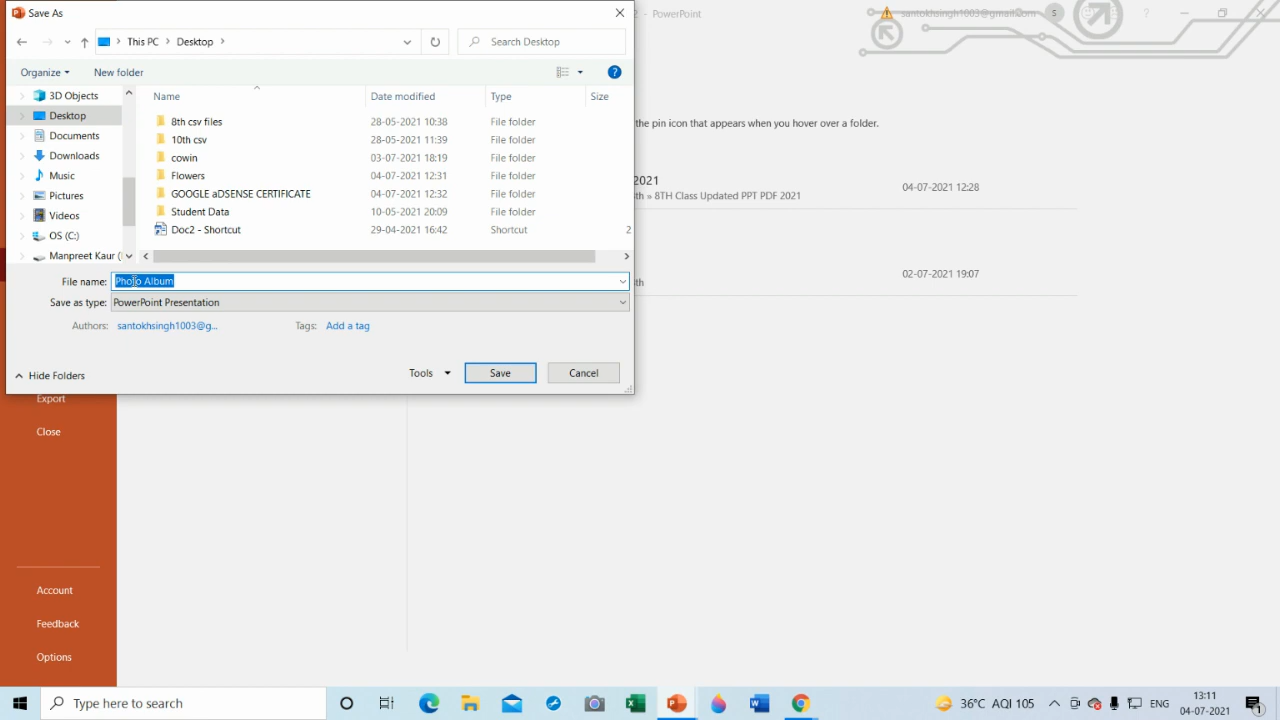 Save As
2 - PowerPoint
santokhsingh1003@gmail.com
S
?
This PC
Desktop
Search Desktop
Organize
New folder
?
Name
Date modified
Type
Size
3D Objects
Desktop
Documents
Downloads
Music
Pictures
Videos
OS (C:)
Manpreet Kaur (
8th csv files 28-05-2021 10:38 File folder
10th csv 28-05-2021 11:39 File folder
cowin 03-07-2021 18:19 File folder
Flowers 04-07-2021 12:31 File folder
GOOGLE aDSENSE CERTIFICATE 04-07-2021 12:32 File folder
Student Data 10-05-2021 20:09 File folder
Doc2 - Shortcut 29-04-2021 16:42 Shortcut 2
File name: Photo Album
Save as type: PowerPoint Presentation
Authors: santokhsingh1003@g...
Tags: Add a tag
Hide Folders
Tools
Save
Cancel
the pin icon that appears when you hover over a folder.
2021
th » 8TH Class Updated PPT PDF 2021
04-07-2021 12:28
th
02-07-2021 19:07
Export
Close
Account
Feedback
Options
Type here to search
36°C AQI 105
ENG
13:11
04-07-2021
1